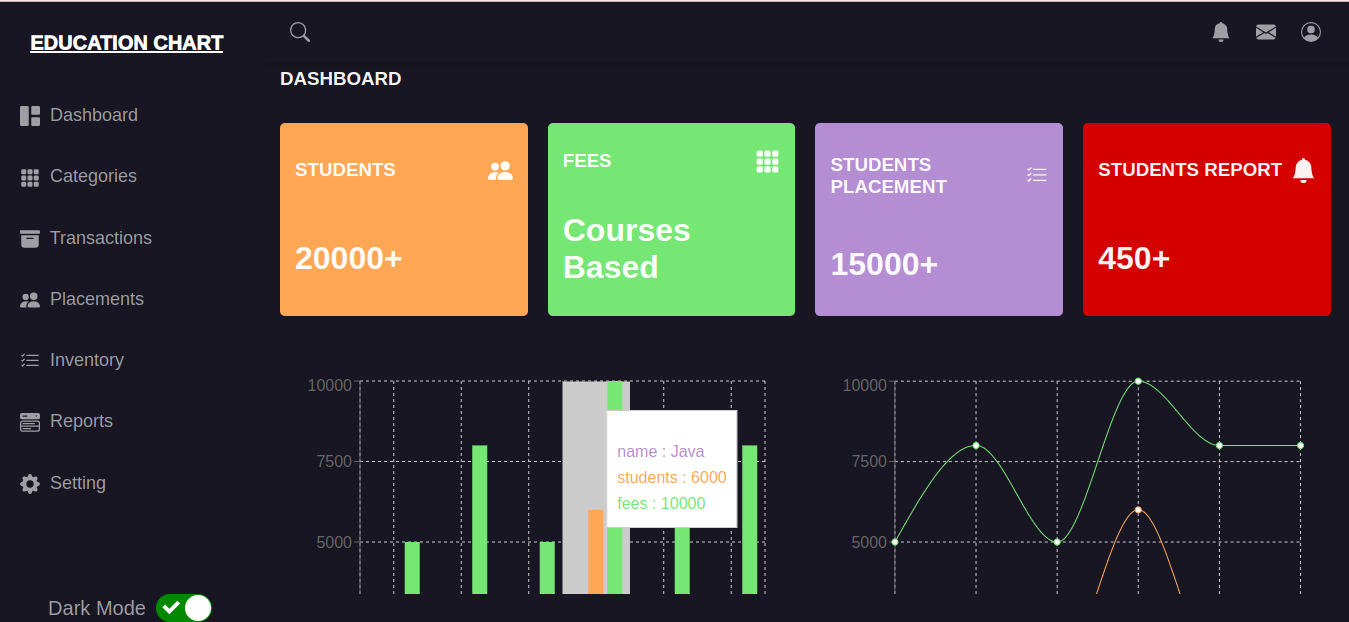 EDUCATION CHART
Dashboard
Categories
Transactions
Placements
Inventory
Reports
Setting
Dark Mode
DASHBOARD
STUDENTS
20000+
FEES
Courses
Based
STUDENTS
PLACEMENT
15000+
STUDENTS REPORT
450+
10000
7500
5000
name : Java
students : 6000
fees : 10000
10000
7500
5000